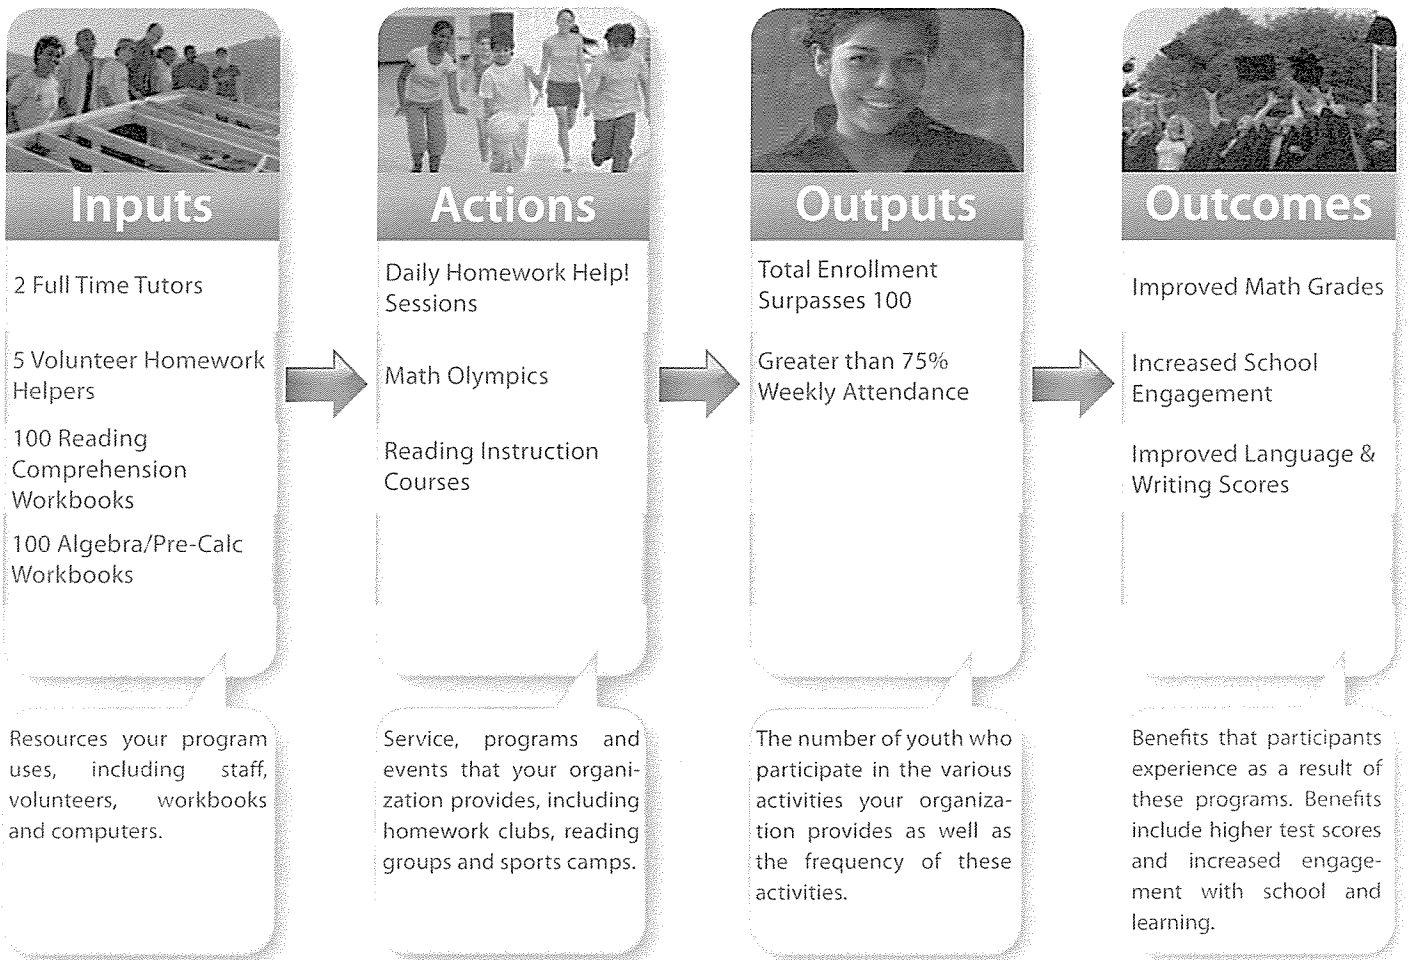 Inputs
2 Full Time Tutors
5 Volunteer Homework
Helpers
100 Reading
Comprehension
Workbooks
100 Algebra/Pre-Calc
Workbooks
Resources your program
uses, including staff,
volunteers, workbooks
and computers.
Actions
Daily Homework Help!
Sessions
Math Olympics
Reading Instruction
Courses
Service, programs and
events that your organi-
zation provides, including
homework clubs, reading
groups and sports camps.
Outputs
Total Enrollment
Surpasses 100
Greater than 75%
Weekly Attendance
The number of youth who
participate in the various
activities your organiza-
tion provides as well as
the frequency of these
activities.
Outcomes
Improved Math Grades
Increased School
Engagement
Improved Language &
Writing Scores
Benefits that participants
experience as a result of
these programs. Benefits
include higher test scores
and increased engage-
ment with school and
learning.